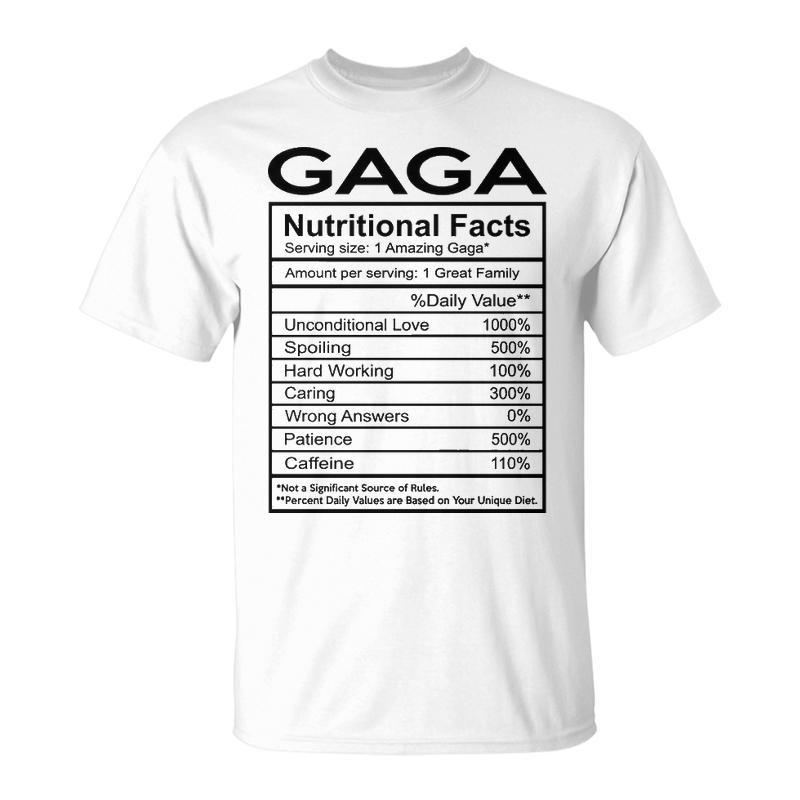 GAGA
Nutritional Facts
Serving size: 1 Amazing Gaga*
Amount per serving: 1 Great Family
%Daily Value**
Unconditional Love 1000%
Spoiling 500%
Hard Working 100%
Caring 300%
Wrong Answers 0%
Patience 500%
Caffeine 110%
*Not a Significant Source of Rules.
**Percent Daily Values are Based on Your Unique Diet.